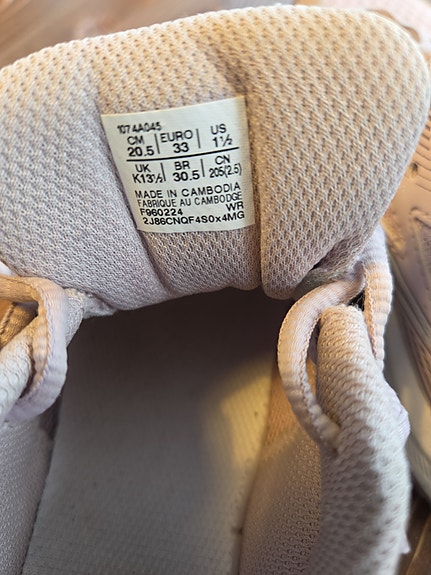 1074A045
CM EURO US
20.5 33 1½
UK BR CN
K13½ 30.5 205(2.5)
MADE IN CAMBODIA
FABRIQUE AU CAMBODGE
F960224 WR
2J86CNQF4S0x4MG